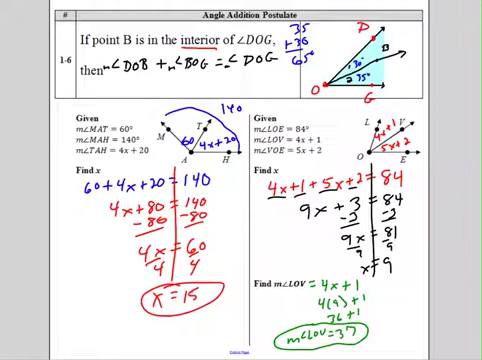 # Angle Addition Postulate
1-6
If point B is in the interior of ∠DOG,
then m∠DOB + m∠BOG = m∠DOG
35
+30
65°
D
B
30°
2 35°
O
G
Given
m∠MAT = 60°
m∠MAH = 140°
m∠TAH = 4x + 20
140
M
T
60
4x+20
A
H
Find x
60+4x+20=140
4x+80=140
-80 -80
4x=60
4 4
x=15
Given
m∠LOE = 84°
m∠LOV = 4x + 1
m∠VOE = 5x + 2
L
V
4x+1
5x+2
O
E
Find x
4x+1+5x+2=84
9x+3=84
-2 -2
9x=81
9 9
x=9
Find m∠LOV = 4x+1
4(9)+1
36+1
m∠LOV=37